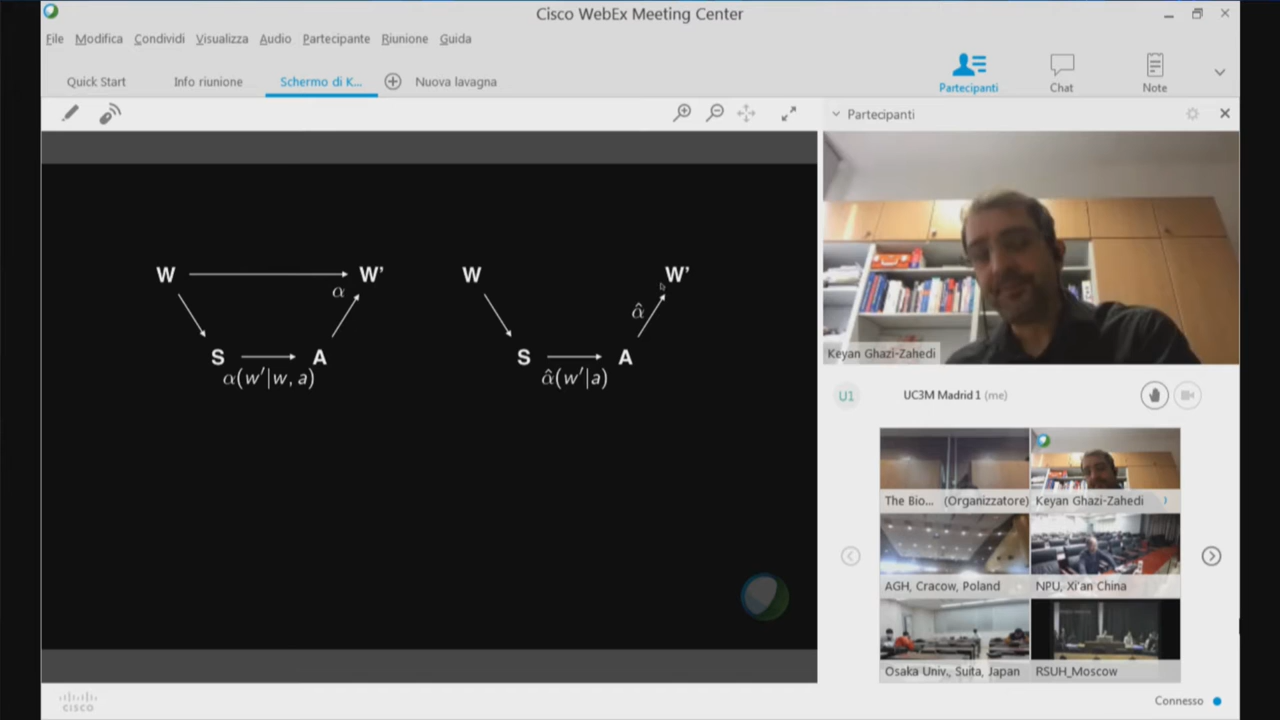 Cisco WebEx Meeting Center
File Modifica Condividi Visualizza Audio Partecipante Riunione Guida
Quick Start Info riunione Schermo di K... Nuova lavagna
Partecipanti Chat Note
Partecipanti
W W' α
S A
α(w'|w, a)
W W' α̂
S A
α̂(w'|a)
Keyan Ghazi-Zahedi
U1 UC3M Madrid 1 (me)
The Bio... (Organizzatore) Keyan Ghazi-Zahedi
AGH, Cracow, Poland NPU, Xi'an China
Osaka Univ., Suita, Japan RSUH_Moscow
CISCO
Connesso